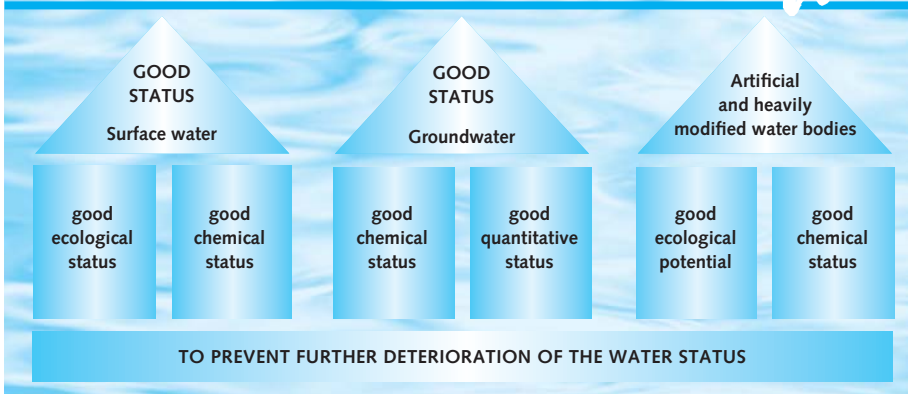 GOOD
STATUS
Surface water
GOOD
STATUS
Groundwater
Artificial
and heavily
modified water bodies
good
ecological
status
good
chemical
status
good
chemical
status
good
quantitative
status
good
ecological
potential
good
chemical
status
TO PREVENT FURTHER DETERIORATION OF THE WATER STATUS